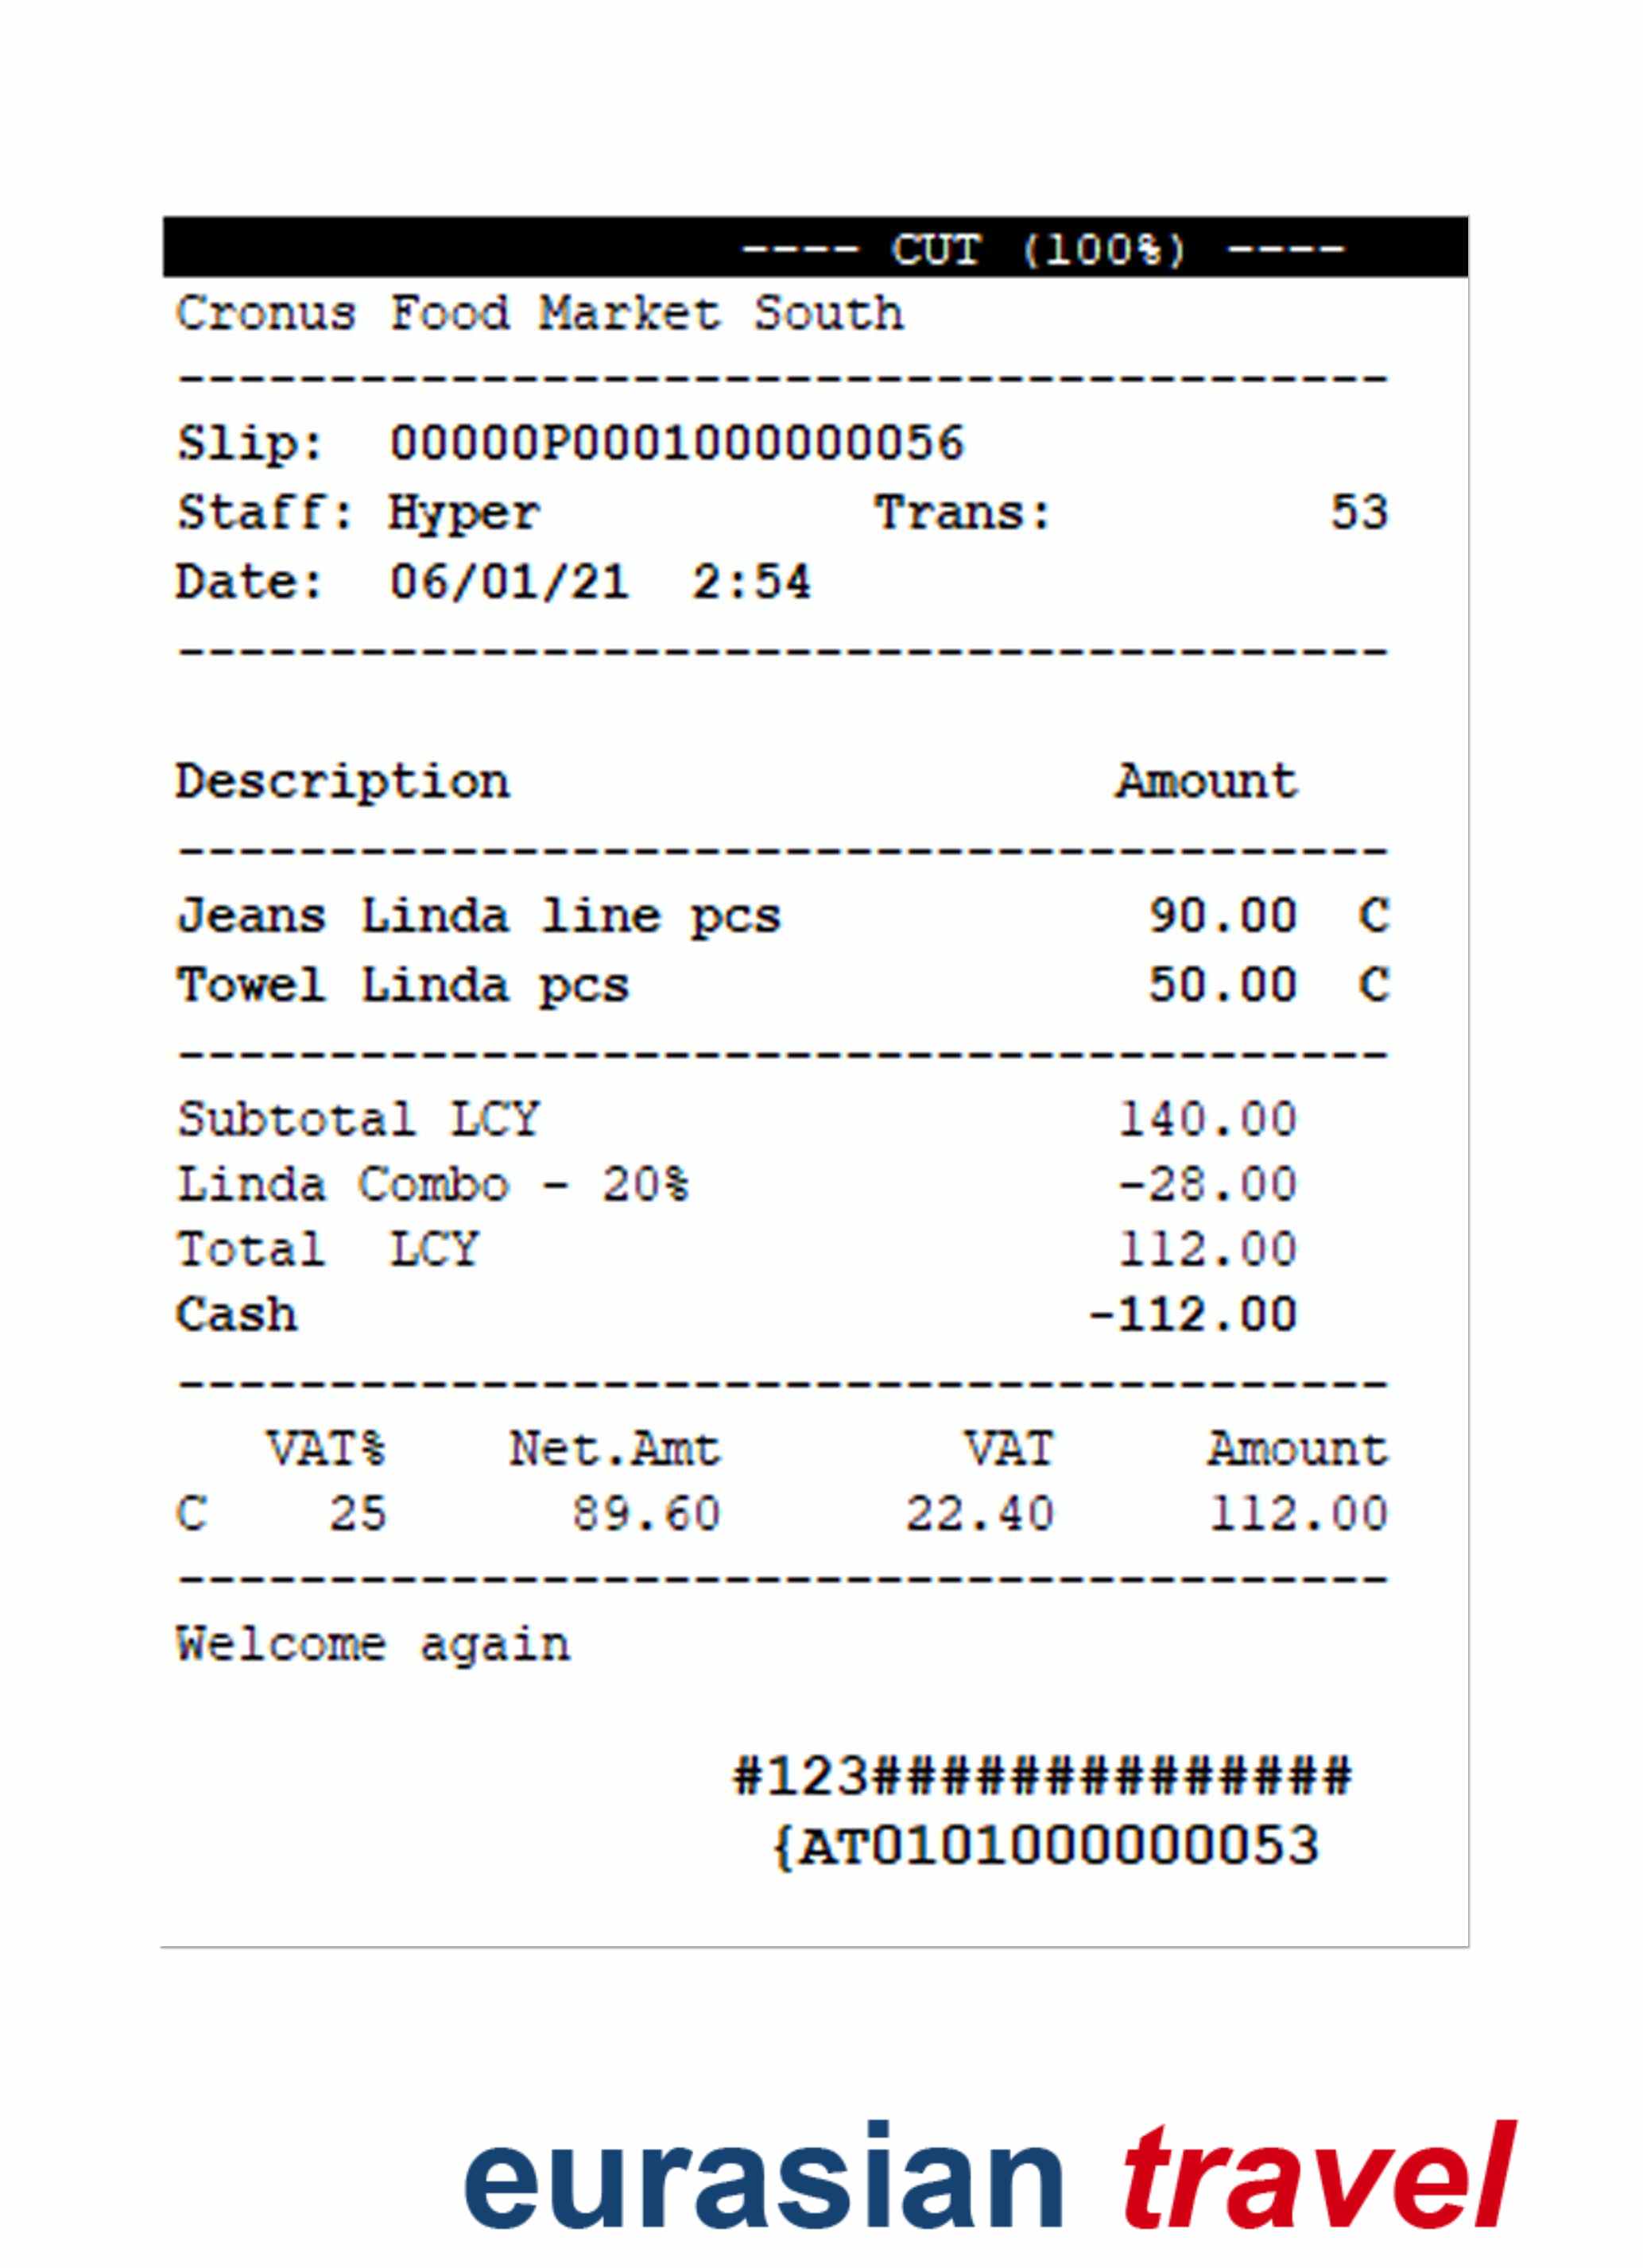 ---- CUT (100%) ----
Cronus Food Market South
----------------------------------------
Slip: 00000P0001000000056
Staff: Hyper Trans: 53
Date: 06/01/21 2:54
----------------------------------------
Description Amount
----------------------------------------
Jeans Linda line pcs 90.00 C
Towel Linda pcs 50.00 C
----------------------------------------
Subtotal LCY 140.00
Linda Combo - 20% -28.00
Total LCY 112.00
Cash -112.00
----------------------------------------
VAT% Net.Amt VAT Amount
C 25 89.60 22.40 112.00
----------------------------------------
Welcome again
#123##############
{AT0101000000053
eurasian travel